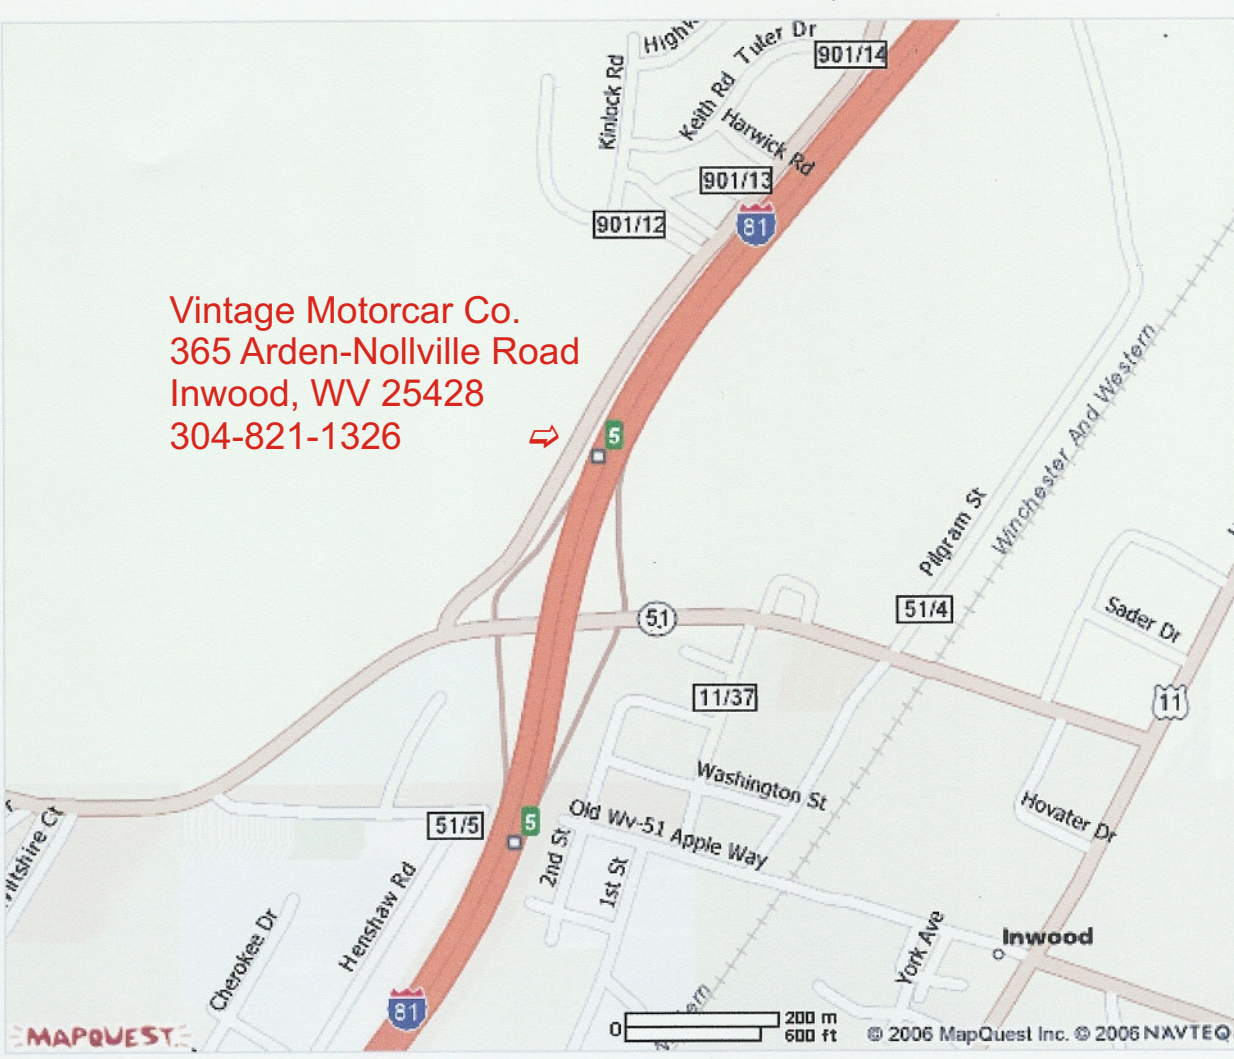 Highw
Tuler Dr
901/14
Kinlock Rd
Keith Rd
Harwick Rd
901/13
901/12
81
Vintage Motorcar Co.
365 Arden-Nollville Road
Inwood, WV 25428
304-821-1326
5
Winchester And Western
Pilgram St
51/4
51
Sader Dr
11
11/37
Washington St
Hovater Dr
5
51/5
Old Wv-51 Apple Way
2nd St
1st St
Henshaw Rd
Cherokee Dr
York Ave
Inwood
81
MAPQUEST
0
200 m
600 ft
© 2006 MapQuest Inc. © 2006 NAVTEQ